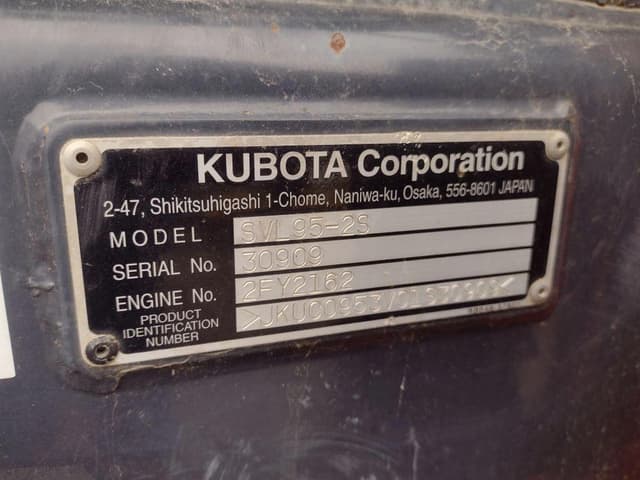 KUBOTA Corporation
2-47, Shikitsuhigashi 1-Chome, Naniwa-ku, Osaka, 556-8601 JAPAN
MODEL SVL95-2S
SERIAL No. 30909
ENGINE No. 2FY2162
PRODUCT IDENTIFICATION NUMBER